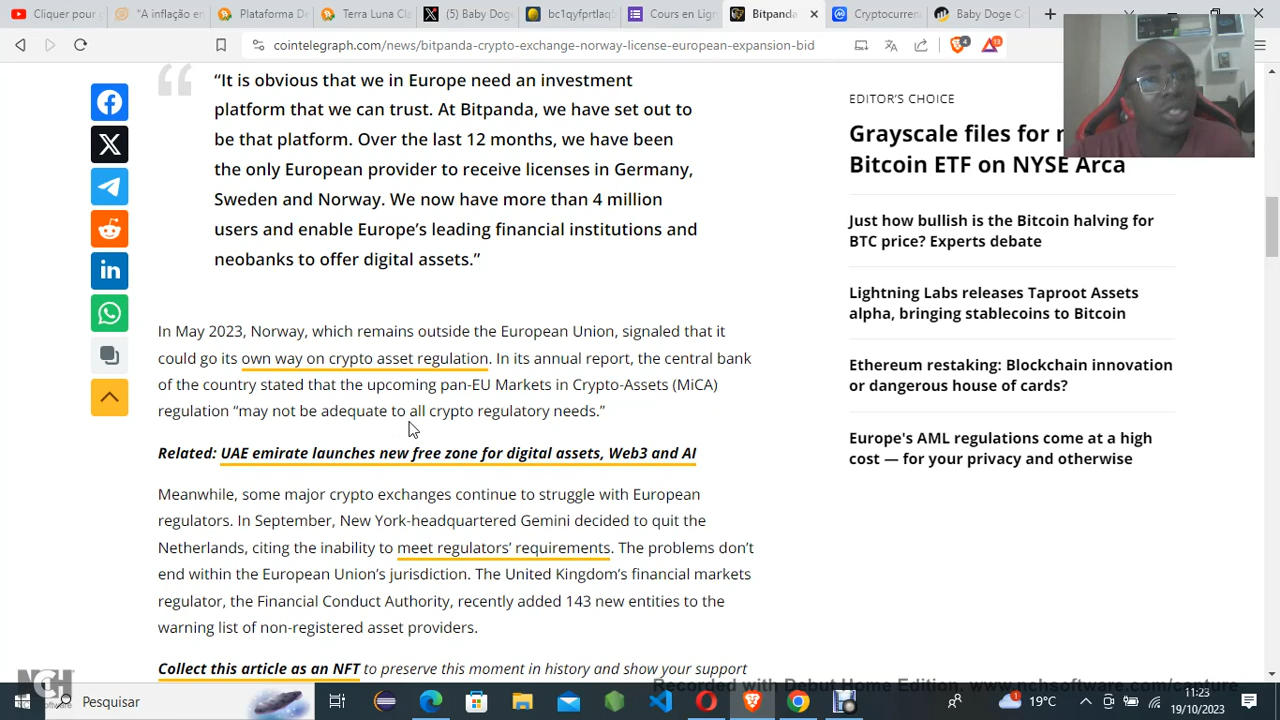 Cliquer pour
"A inflação en
Plataforma De
Terra Luna Cla
(5) Baby Doge
bc1qyfprtlaq5
Cours en Lign
Bitpanda
Cryptocurren
Baby Doge Co
cointelegraph.com/news/bitpanda-crypto-exchange-norway-license-european-expansion-bid
4
13
“It is obvious that we in Europe need an investment
platform that we can trust. At Bitpanda, we have set out to
be that platform. Over the last 12 months, we have been
the only European provider to receive licenses in Germany,
Sweden and Norway. We now have more than 4 million
users and enable Europe’s leading financial institutions and
neobanks to offer digital assets.”
In May 2023, Norway, which remains outside the European Union, signaled that it
could go its own way on crypto asset regulation. In its annual report, the central bank
of the country stated that the upcoming pan-EU Markets in Crypto-Assets (MiCA)
regulation “may not be adequate to all crypto regulatory needs.”
Related: UAE emirate launches new free zone for digital assets, Web3 and AI
Meanwhile, some major crypto exchanges continue to struggle with European
regulators. In September, New York-headquartered Gemini decided to quit the
Netherlands, citing the inability to meet regulators’ requirements. The problems don’t
end within the European Union’s jurisdiction. The United Kingdom’s financial markets
regulator, the Financial Conduct Authority, recently added 143 new entities to the
warning list of non-registered asset providers.
Collect this article as an NFT to preserve this moment in history and show your support
EDITOR’S CHOICE
Grayscale files for
Bitcoin ETF on NYSE Arca
Just how bullish is the Bitcoin halving for
BTC price? Experts debate
Lightning Labs releases Taproot Assets
alpha, bringing stablecoins to Bitcoin
Ethereum restaking: Blockchain innovation
or dangerous house of cards?
Europe's AML regulations come at a high
cost — for your privacy and otherwise
NCH
Recorded with Debut Home Edition. www.nchsoftware.com/capture
Pesquisar
1
19°C
11:23
19/10/2023